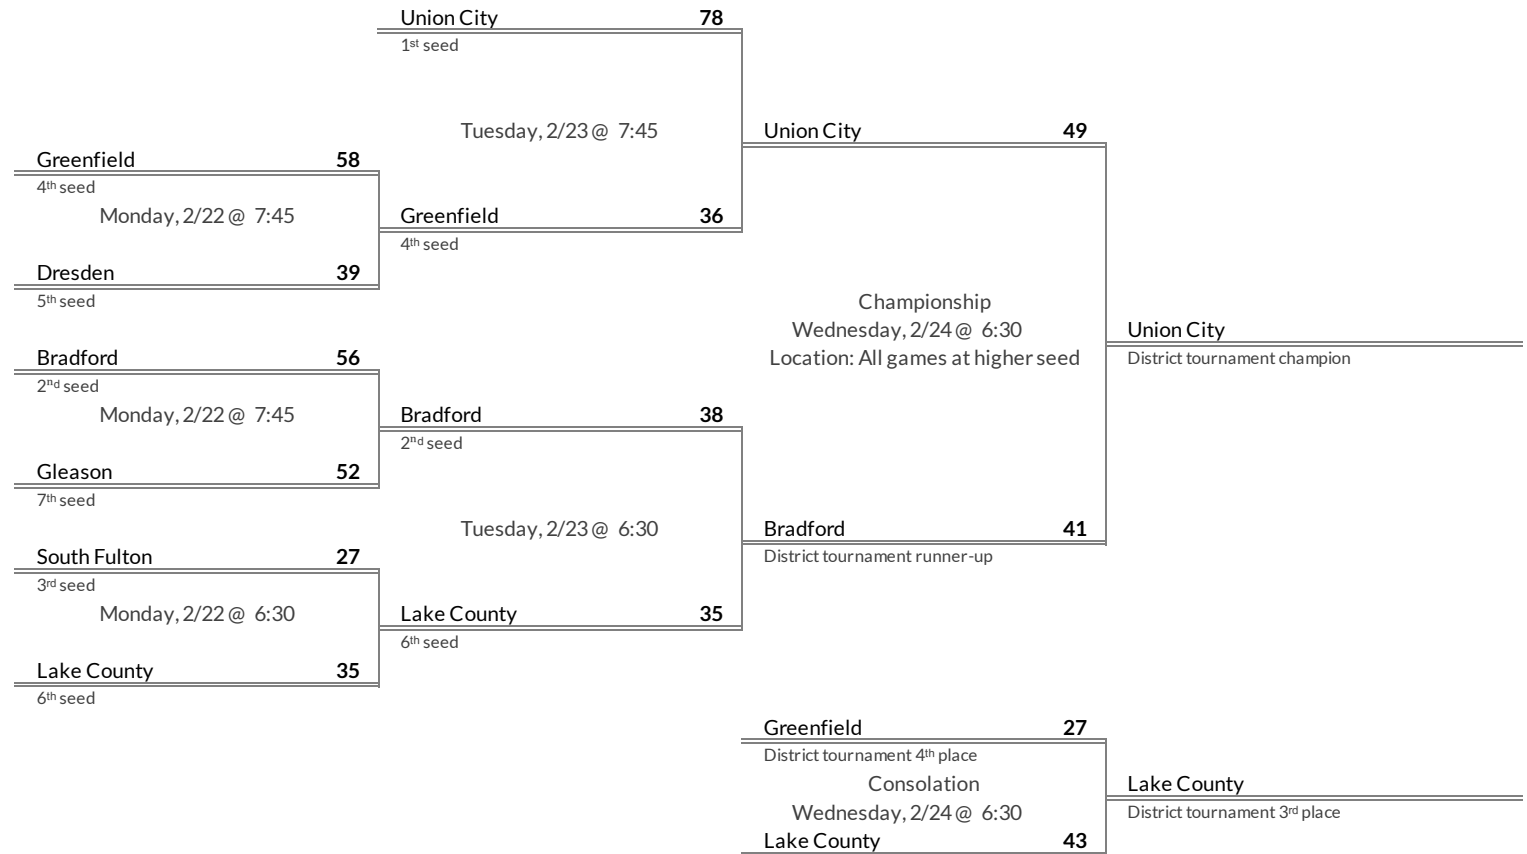 Union City 78
1st seed
Tuesday, 2/23 @ 7:45
Union City 49
Greenfield 58
4th seed
Monday, 2/22 @ 7:45
Greenfield 36
4th seed
Dresden 39
5th seed
Championship
Wednesday, 2/24 @ 6:30
Location: All games at higher seed
Union City
District tournament champion
Bradford 56
2nd seed
Monday, 2/22 @ 7:45
Bradford 38
2nd seed
Gleason 52
7th seed
Tuesday, 2/23 @ 6:30
Bradford 41
District tournament runner-up
South Fulton 27
3rd seed
Monday, 2/22 @ 6:30
Lake County 35
6th seed
Lake County 35
6th seed
Greenfield 27
District tournament 4th place
Consolation
Wednesday, 2/24 @ 6:30
Lake County 43
Lake County
District tournament 3rd place